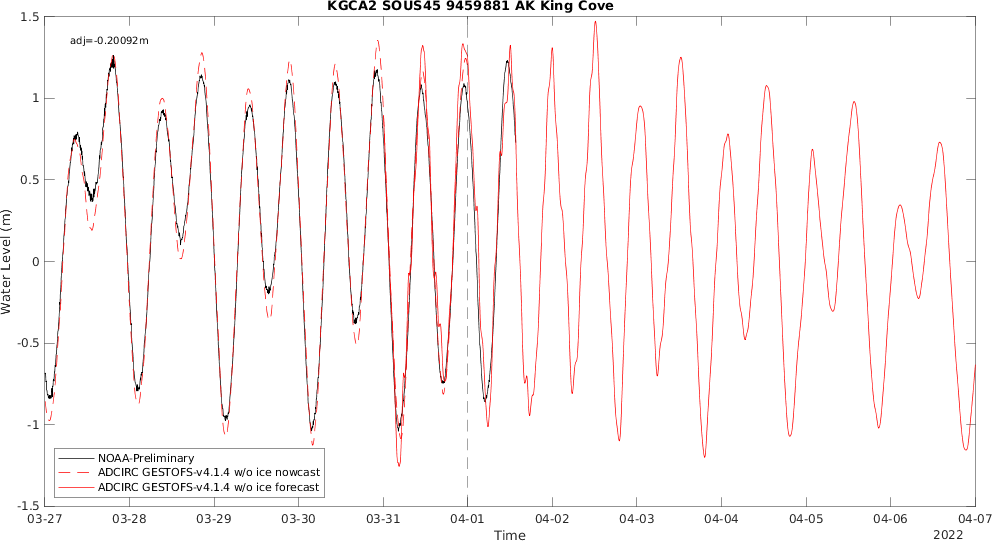 KGCA2 SOUS45 9459881 AK King Cove
adj=-0.20092m
1.5
1
0.5
0
-0.5
-1
-1.5
Water Level (m)
NOAA-Preliminary
ADCIRC GESTOFS-v4.1.4 w/o ice nowcast
ADCIRC GESTOFS-v4.1.4 w/o ice forecast
03-27 03-28 03-29 03-30 03-31 04-01 04-02 04-03 04-04 04-05 04-06 04-07
Time
2022